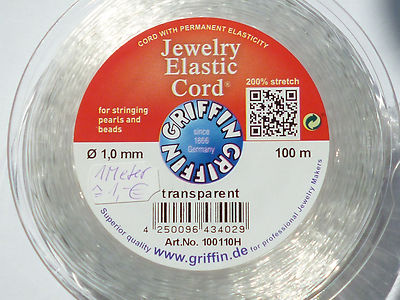 CORD WITH PERMANENT ELASTICITY
Jewelry
Elastic
Cord®
200% stretch
for stringing
pearls and
beads
GRIFFIN GRIFFIN
since
1866
Germany
Ø 1,0 mm
100 m
1 Meter
1,-€
transparent
4 250096 434029
Art.No. 100110H
Superior quality
www.griffin.de
for professional Jewelry Makers